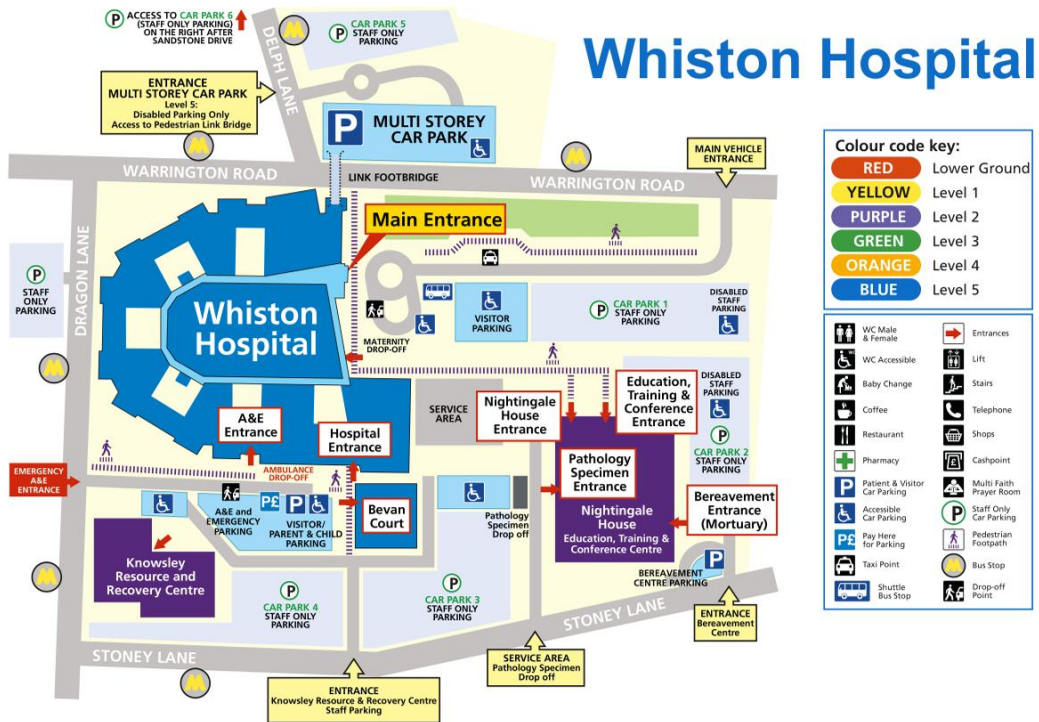 Whiston Hospital
P ACCESS TO CAR PARK 6
(STAFF ONLY PARKING)
ON THE RIGHT AFTER
SANDSTONE DRIVE
M
P CAR PARK 5
STAFF ONLY
PARKING
DELPH LANE
ENTRANCE
MULTI STOREY CAR PARK
Level 5:
Disabled Parking Only
Access to Pedestrian Link Bridge
P
MULTI STOREY
CAR PARK
M
M
MAIN VEHICLE
ENTRANCE
WARRINGTON ROAD
LINK FOOTBRIDGE
WARRINGTON ROAD
Main Entrance
DRAGON LANE
P
STAFF
ONLY
PARKING
Whiston
Hospital
MATERNITY
DROP-OFF
VISITOR
PARKING
P CAR PARK 1
STAFF ONLY
PARKING
DISABLED
STAFF
PARKING
M
DISABLED
STAFF
PARKING
P
CAR PARK 2
STAFF ONLY
PARKING
SERVICE
AREA
Nightingale
House
Entrance
Education,
Training &
Conference
Entrance
A&E
Entrance
Hospital
Entrance
Pathology
Specimen
Entrance
EMERGENCY
A&E
ENTRANCE
AMBULANCE
DROP-OFF
P£
P
A&E and
EMERGENCY
PARKING
VISITOR/
PARENT & CHILD
PARKING
Bevan
Court
Pathology
Specimen
Drop off
Nightingale
House
Education, Training &
Conference Centre
Bereavement
Entrance
(Mortuary)
Knowsley
Resource and
Recovery Centre
M
P
BEREAVEMENT
CENTRE PARKING
P
CAR PARK 4
STAFF ONLY
PARKING
P
CAR PARK 3
STAFF ONLY
PARKING
STONEY LANE
STONEY LANE
M
ENTRANCE
Bereavement
Centre
SERVICE AREA
Pathology Specimen
Drop off
ENTRANCE
Knowsley Resource & Recovery Centre
Staff Parking
Colour code key:
RED Lower Ground
YELLOW Level 1
PURPLE Level 2
GREEN Level 3
ORANGE Level 4
BLUE Level 5
WC Male
& Female
WC WC Accessible
Baby Change
Coffee
Restaurant
Pharmacy
P Patient & Visitor
Car Parking
Accessible
Car Parking
P£ Pay Here
for Parking
Taxi Point
Shuttle
Bus Stop
Entrances
Lift
Stairs
Telephone
Shops
£ Cashpoint
Multi Faith
Prayer Room
P Staff Only
Car Parking
Pedestrian
Footpath
M Bus Stop
Drop-off
Point